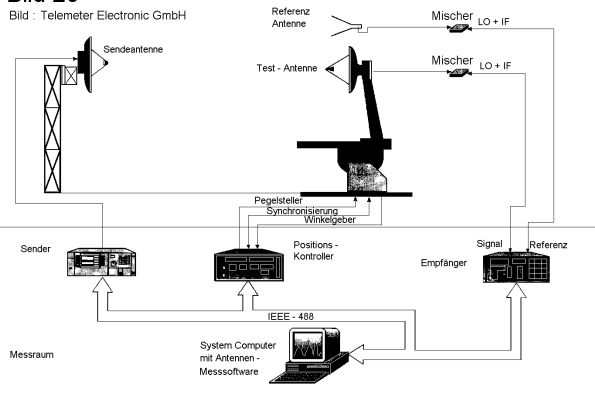 Bild : Telemeter Electronic GmbH
Referenz
Antenne
Mischer
LO + IF
Sendeantenne
Test - Antenne
Mischer
LO + IF
Pegelsteller
Synchronisierung
Winkelgeber
Sender
Positions -
Kontroller
Signal
Referenz
Empfänger
IEEE - 488
Messraum
System Computer
mit Antennen -
Messsoftware